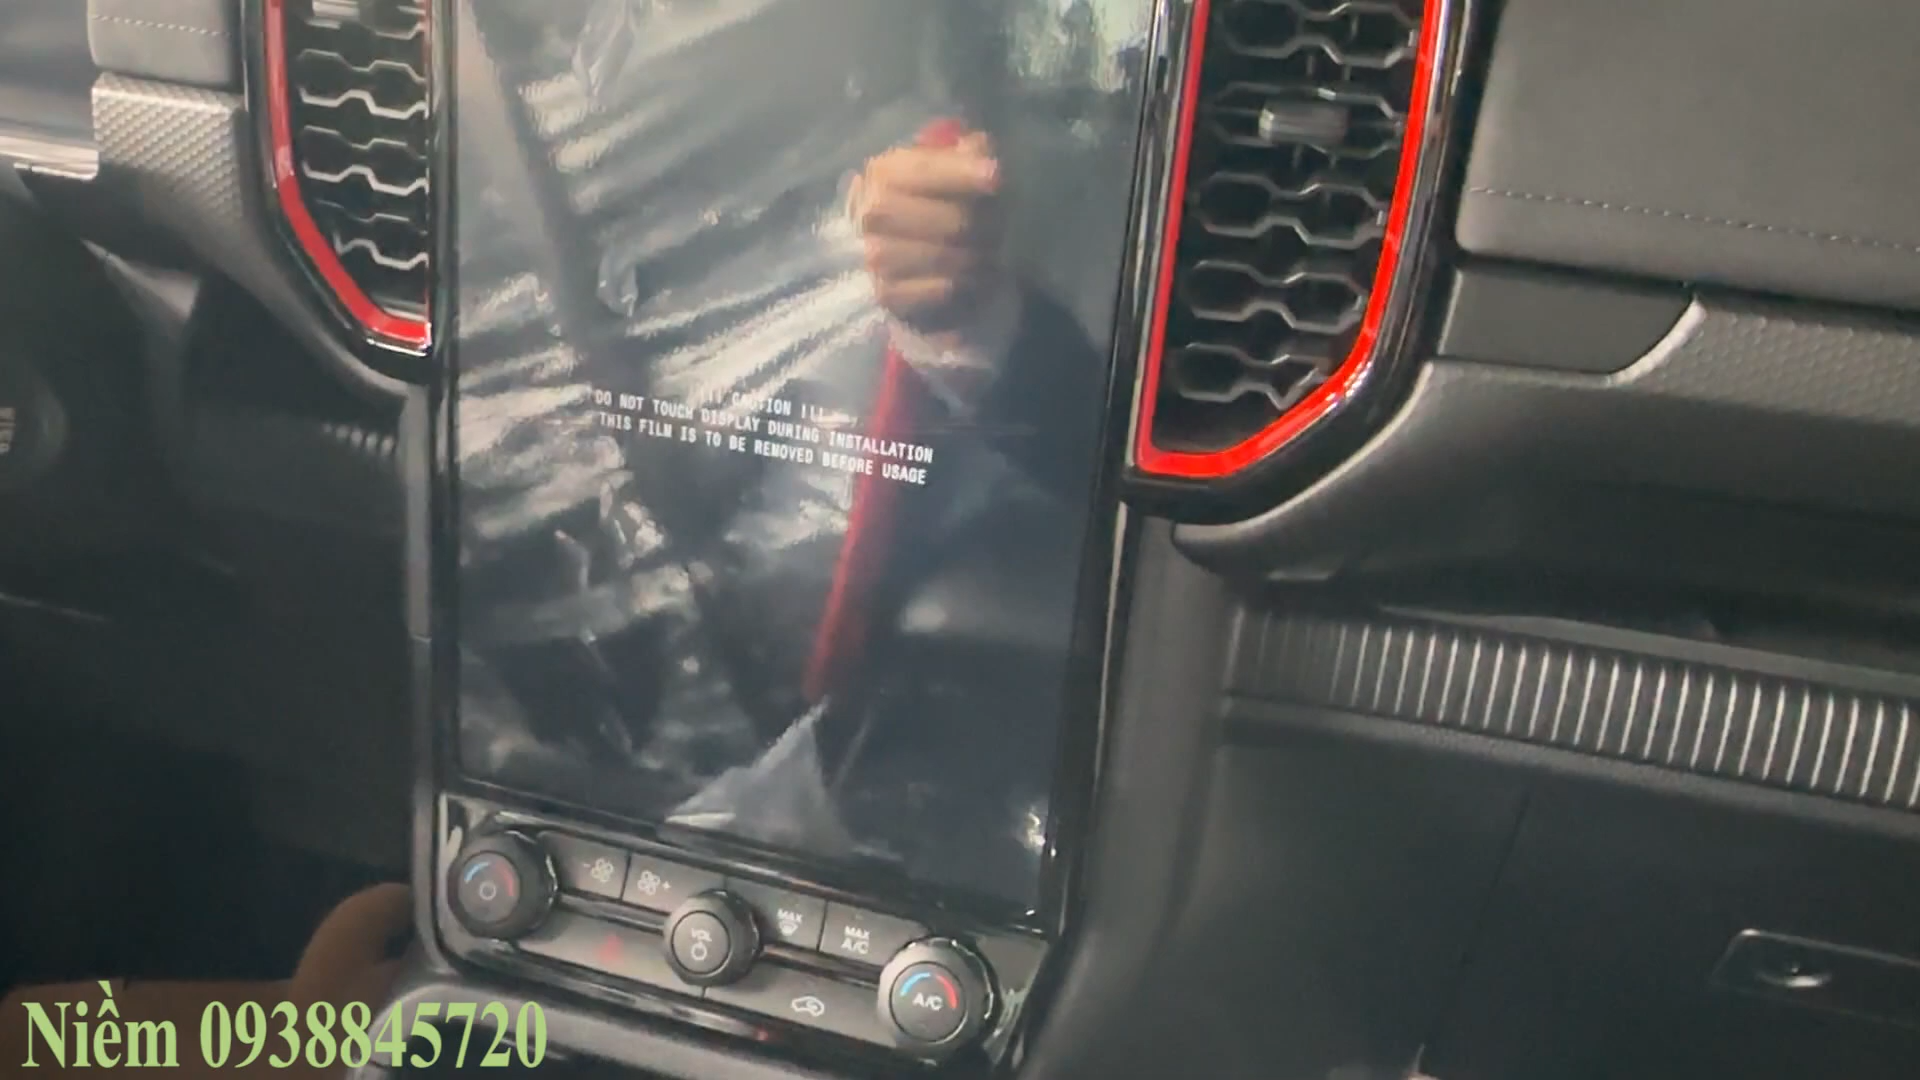 !!! CAUTION !!!
DO NOT TOUCH DISPLAY DURING INSTALLATION
THIS FILM IS TO BE REMOVED BEFORE USAGE
MAX
MAX
A/C
VOL
A/C
Niềm 0938845720